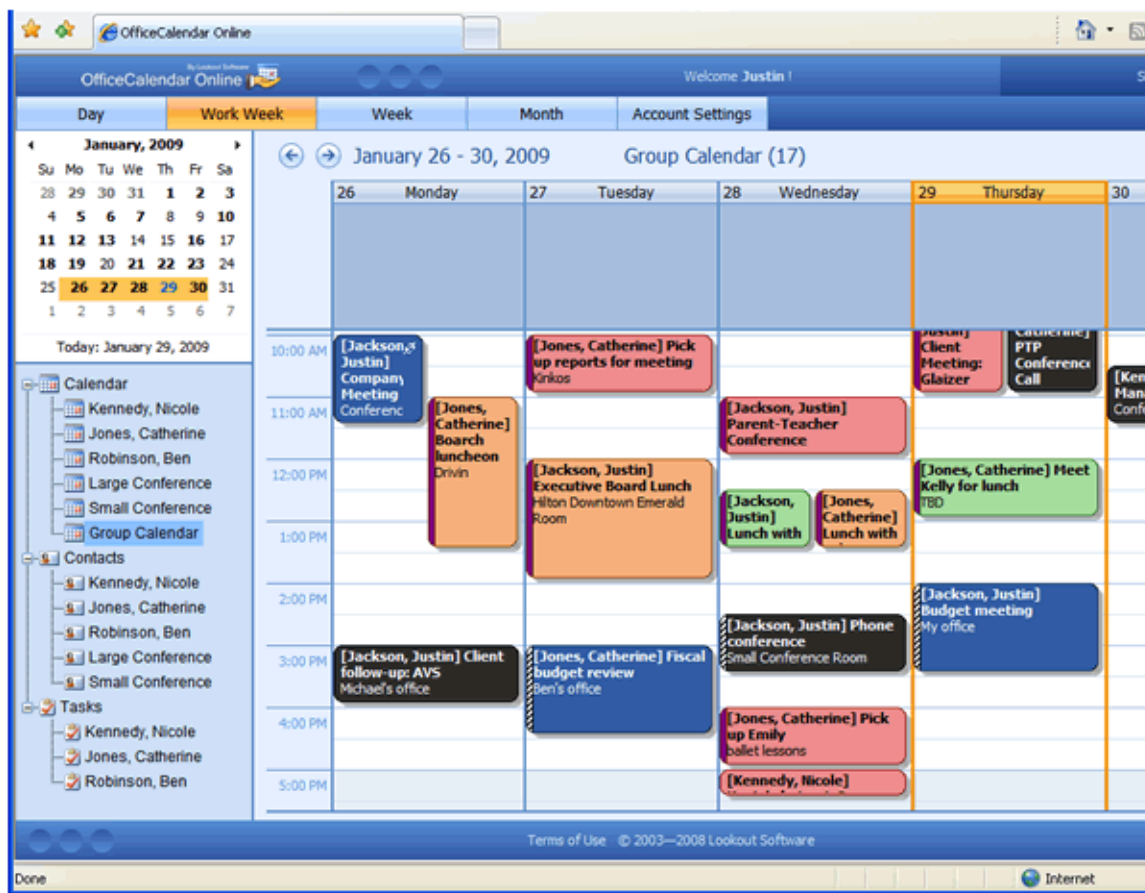 OfficeCalendar Online
By Lookout Software
OfficeCalendar Online
Welcome Justin !
S
Day Work Week Week Month Account Settings
January, 2009
Su Mo Tu We Th Fr Sa
28 29 30 31 1 2 3
4 5 6 7 8 9 10
11 12 13 14 15 16 17
18 19 20 21 22 23 24
25 26 27 28 29 30 31
1 2 3 4 5 6 7
Today: January 29, 2009
Calendar
Kennedy, Nicole
Jones, Catherine
Robinson, Ben
Large Conference
Small Conference
Group Calendar
Contacts
Kennedy, Nicole
Jones, Catherine
Robinson, Ben
Large Conference
Small Conference
Tasks
Kennedy, Nicole
Jones, Catherine
Robinson, Ben
January 26 - 30, 2009 Group Calendar (17)
26 Monday 27 Tuesday 28 Wednesday 29 Thursday 30
10:00 AM
11:00 AM
12:00 PM
1:00 PM
2:00 PM
3:00 PM
4:00 PM
5:00 PM
[Jackson,
Justin]
Company
Meeting
Conferenc
[Jones,
Catherine]
Boarch
luncheon
Drivin
[Jackson, Justin] Client
follow-up: AVS
Michael's office
[Jones, Catherine] Pick
up reports for meeting
Kinkos
[Jackson, Justin]
Executive Board Lunch
Hilton Downtown Emerald
Room
[Jones, Catherine] Fiscal
budget review
Ben's office
[Jackson, Justin]
Parent-Teacher
Conference
[Jackson,
Justin]
Lunch with
[Jones,
Catherine]
Lunch with
[Jackson, Justin] Phone
conference
Small Conference Room
[Jones, Catherine] Pick
up Emily
ballet lessons
[Kennedy, Nicole]
Justin]
Client
Meeting:
Glaizer
Catherine]
PTP
Conferenc
Call
[Jones, Catherine] Meet
Kelly for lunch
TBD
[Jackson, Justin]
Budget meeting
My office
[Ken
Man
Confe
Terms of Use © 2003—2008 Lookout Software
Done
Internet